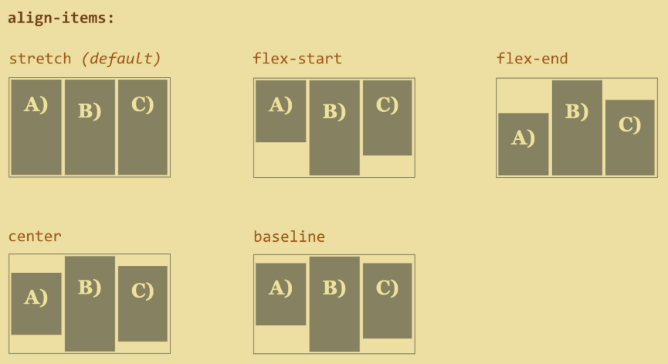 align-items:
stretch (default) flex-start flex-end
A) B) C) A) B) C) A) B) C)
center baseline
A) B) C) A) B) C)